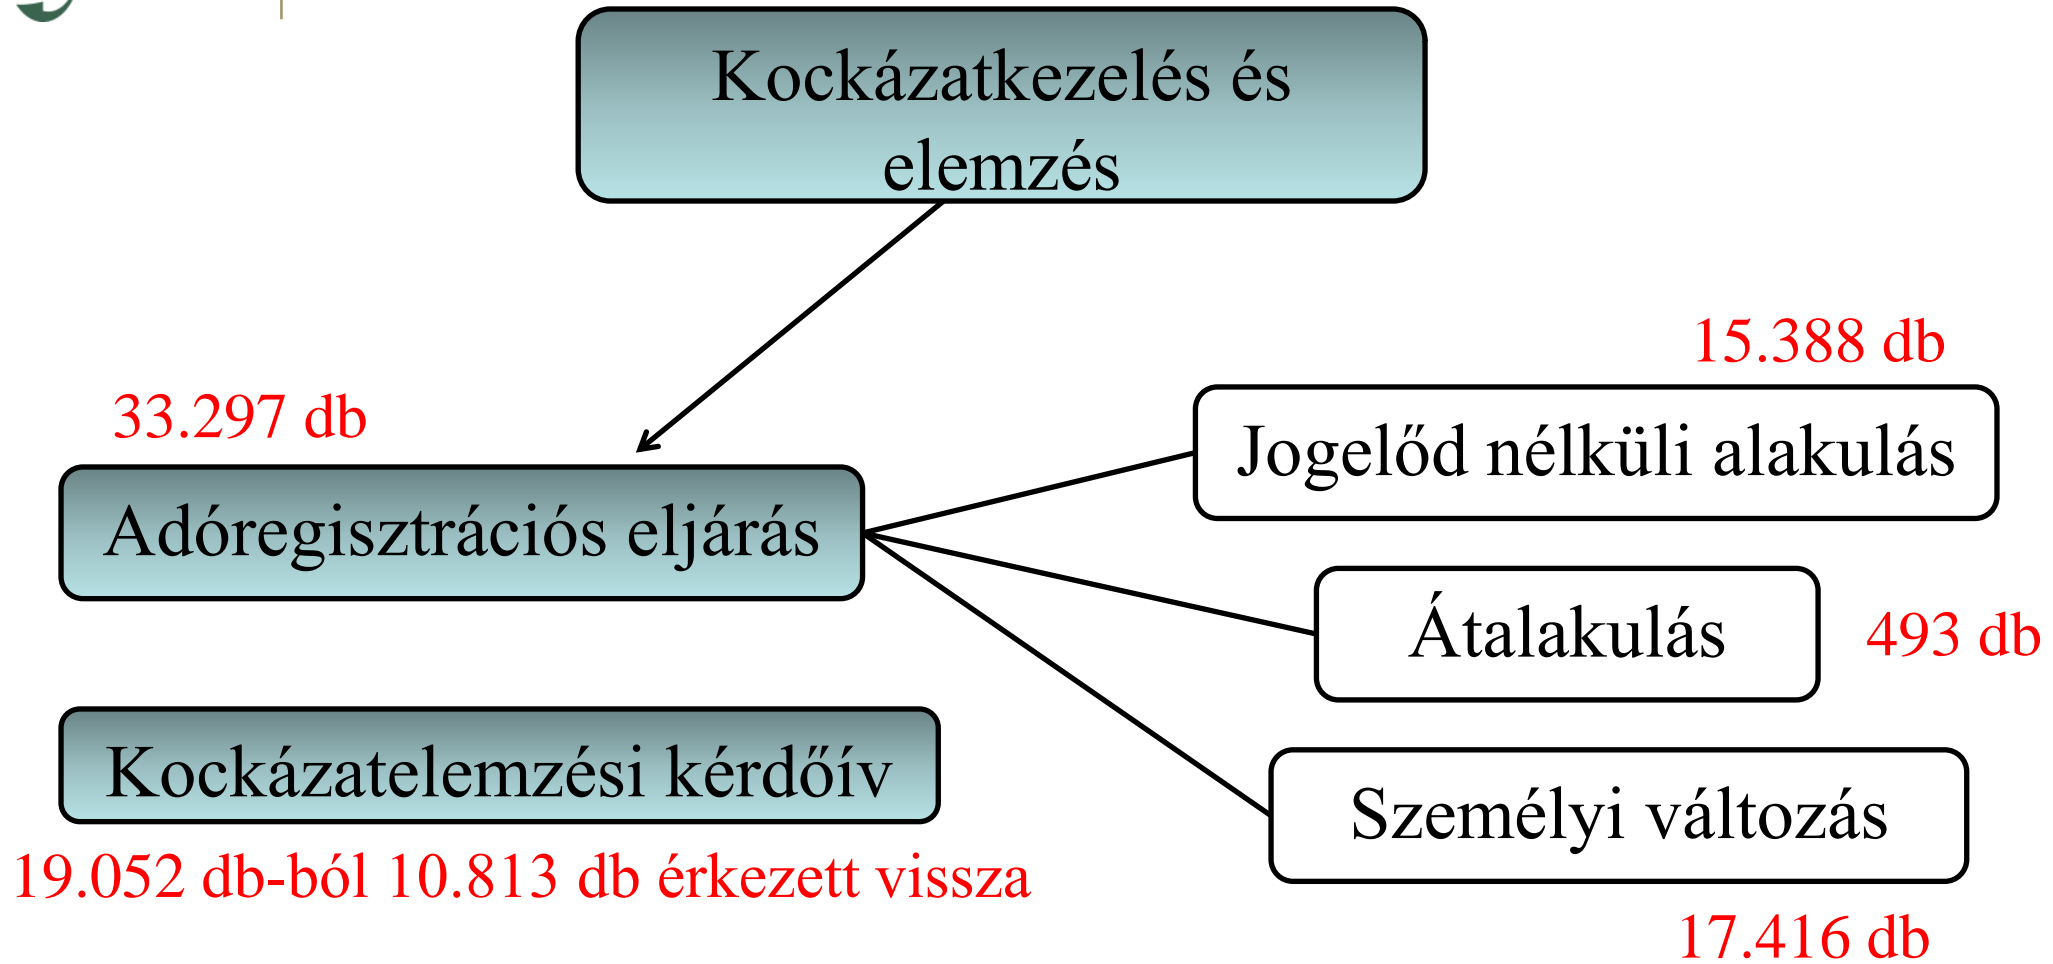 Kockázatkezelés és
elemzés
33.297 db
Adóregisztrációs eljárás
15.388 db
Jogelőd nélküli alakulás
Átalakulás
493 db
Kockázatelemzési kérdőív
19.052 db-ból 10.813 db érkezett vissza
Személyi változás
17.416 db